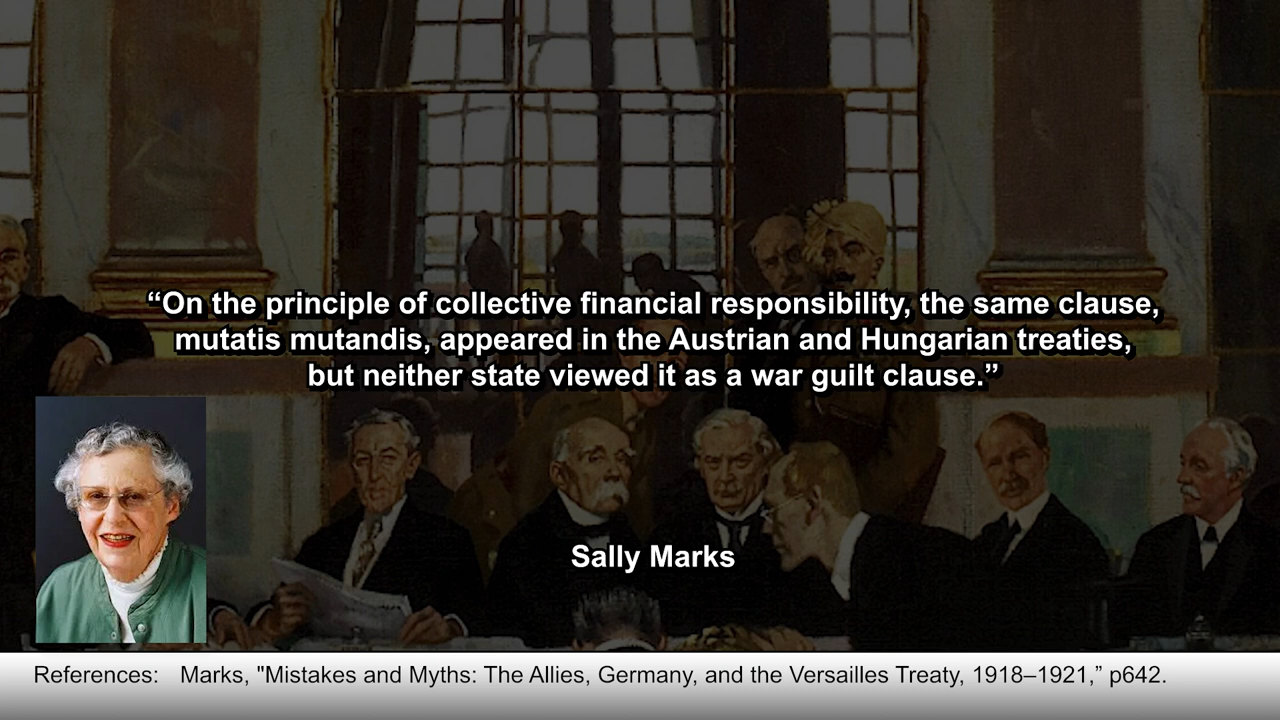 “On the principle of collective financial responsibility, the same clause,
mutatis mutandis, appeared in the Austrian and Hungarian treaties,
but neither state viewed it as a war guilt clause.”
Sally Marks
References: Marks, "Mistakes and Myths: The Allies, Germany, and the Versailles Treaty, 1918–1921,” p642.